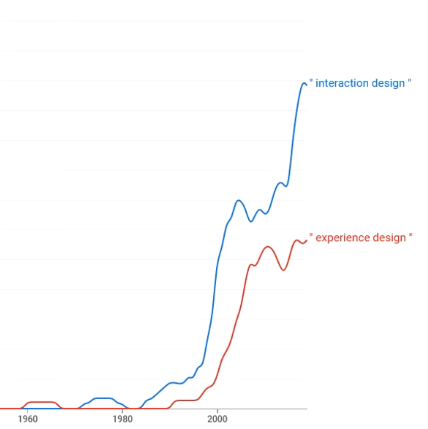 " interaction design "
" experience design "
1960 1980 2000